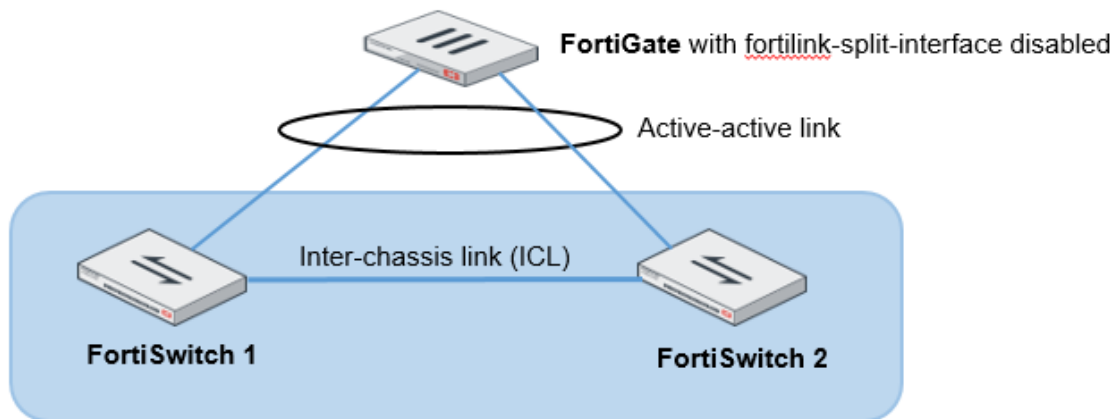 FortiGate with fortilink-split-interface disabled
Active-active link
Inter-chassis link (ICL)
FortiSwitch 1
FortiSwitch 2